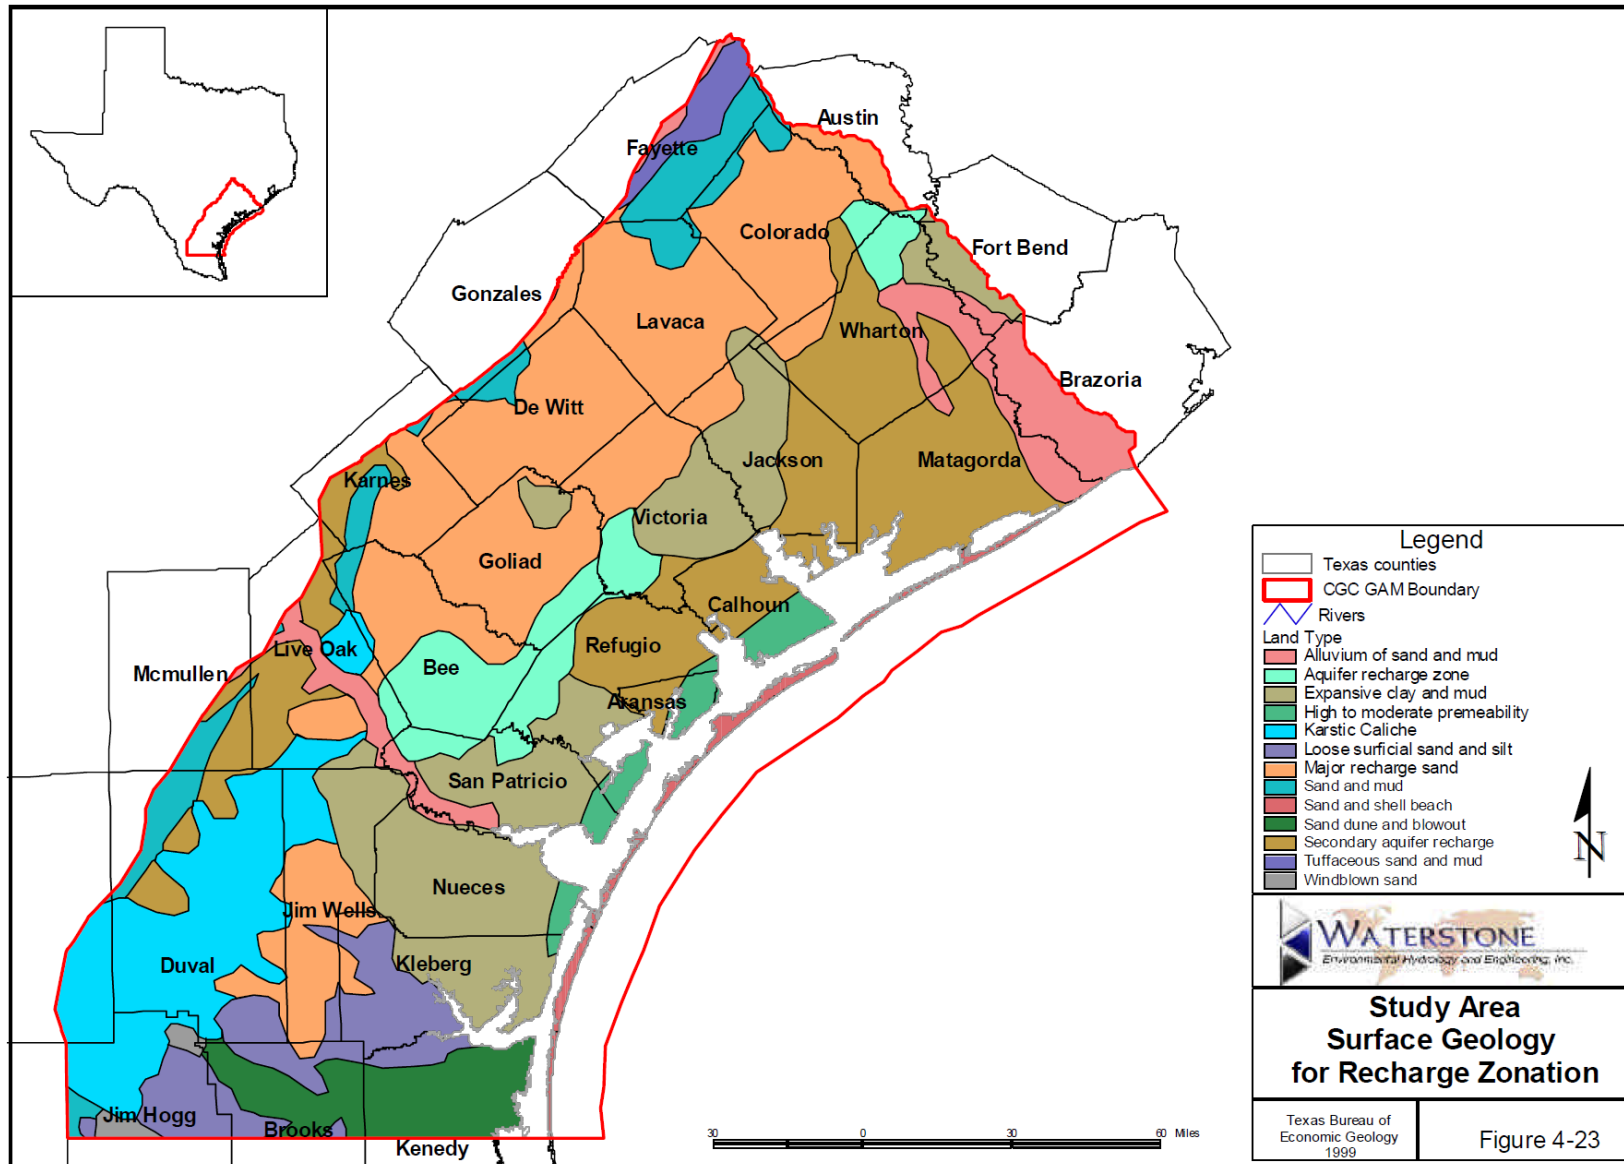 Austin
Fayette
Colorado
Fort Bend
Gonzales
Lavaca
Wharton
Brazoria
De Witt
Jackson
Matagorda
Karnes
Victoria
Goliad
Calhoun
Refugio
Live Oak
Bee
Mcmullen
Aransas
San Patricio
Nueces
Jim Wells
Duval
Kleberg
Jim Hogg
Brooks
Kenedy
30 0 30 60 Miles
Legend
Texas counties
CGC GAM Boundary
Rivers
Land Type
Alluvium of sand and mud
Aquifer recharge zone
Expansive clay and mud
High to moderate premeability
Karstic Caliche
Loose surficial sand and silt
Major recharge sand
Sand and mud
Sand and shell beach
Sand dune and blowout
Secondary aquifer recharge
Tuffaceous sand and mud
Windblown sand
N
WATERSTONE
Environmental Hydrology and Engineering, Inc.
Study Area
Surface Geology
for Recharge Zonation
Texas Bureau of
Economic Geology
1999
Figure 4-23